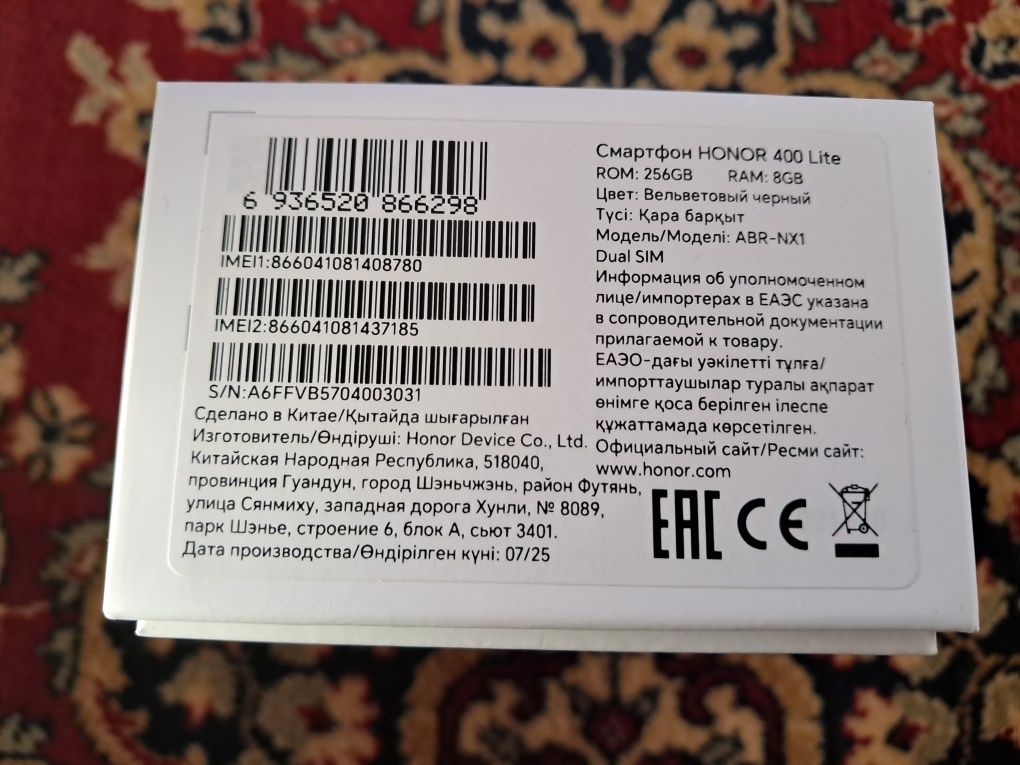 6 936520 866298
IMEI1:866041081408780
IMEI2:866041081437185
S/N:A6FFVB5704003031
Сделано в Китае/Қытайда шығарылған
Изготовитель/Өндіруші: Honor Device Co., Ltd.
Китайская Народная Республика, 518040,
провинция Гуандун, город Шэньчжэнь, район Футянь,
улица Сянмиху, западная дорога Хунли, № 8089,
парк Шэнье, строение 6, блок А, сьют 3401.
Дата производства/Өндірілген күні: 07/25
Смартфон HONOR 400 Lite
ROM: 256GB RAM: 8GB
Цвет: Вельветовый черный
Түсі: Қара барқыт
Модель/Моделі: ABR-NX1
Dual SIM
Информация об уполномоченном
лице/импортерах в ЕАЭС указана
в сопроводительной документации
прилагаемой к товару.
ЕАЭО-дағы уәкілетті тұлға/
импорттаушылар туралы ақпарат
өнімге қоса берілген ілеспе
құжаттамада көрсетілген.
Официальный сайт/Ресми сайт:
www.honor.com
EAC CE